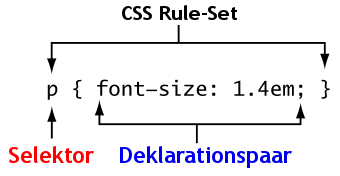 CSS Rule-Set
p { font-size: 1.4em; }
Selektor Deklarationspaar